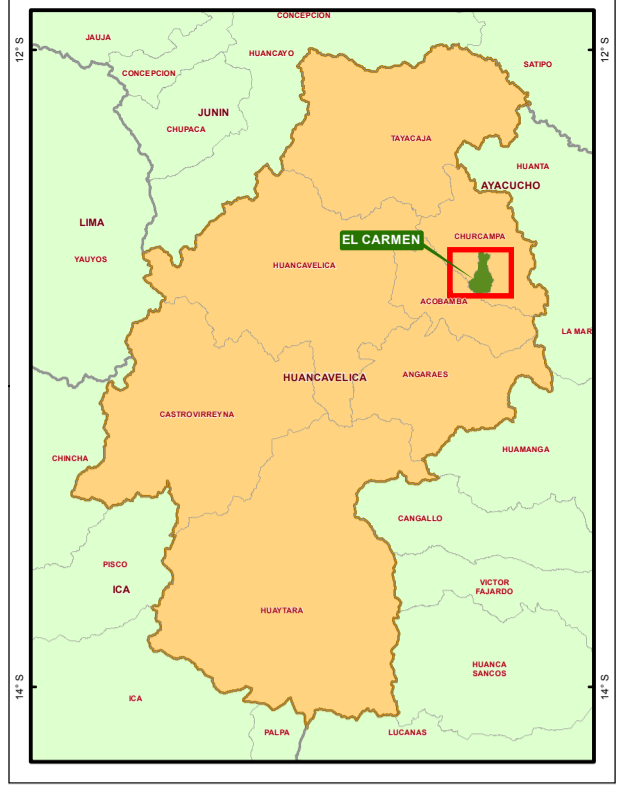 CONCEPCION
JAUJA
HUANCAYO
12° S
12° S
SATIPO
CONCEPCION
JUNIN
CHUPACA
TAYACAJA
HUANTA
AYACUCHO
LIMA
CHURCAMPA
EL CARMEN
YAUYOS
HUANCAVELICA
ACOBAMBA
LA MAR
ANGARAES
HUANCAVELICA
CASTROVIRREYNA
HUAMANGA
CHINCHA
CANGALLO
PISCO
ICA
VICTOR
FAJARDO
HUAYTARA
HUANCA
SANCOS
14° S
14° S
ICA
PALPA
LUCANAS